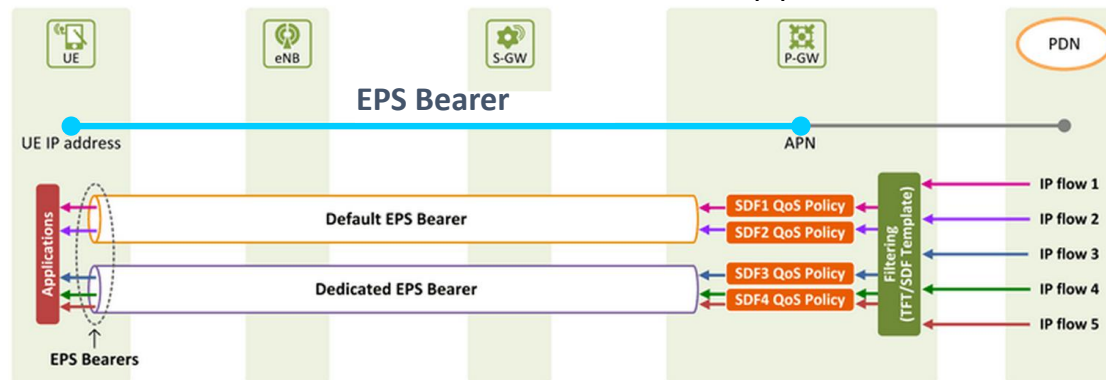 UE
eNB
S-GW
P-GW
PDN
EPS Bearer
UE IP address
APN
Applications
Default EPS Bearer
Dedicated EPS Bearer
SDF1 QoS Policy
SDF2 QoS Policy
SDF3 QoS Policy
SDF4 QoS Policy
Filtering
(TFT/SDF Template)
IP flow 1
IP flow 2
IP flow 3
IP flow 4
IP flow 5
EPS Bearers